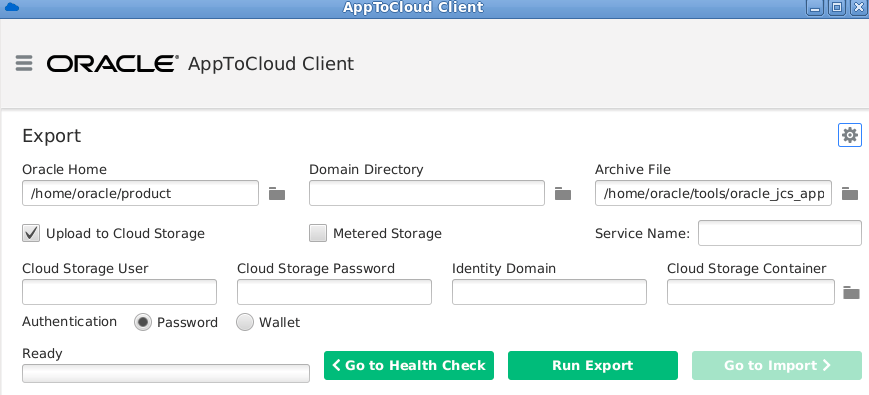 AppToCloud Client
ORACLE AppToCloud Client
Export
Oracle Home Domain Directory Archive File
/home/oracle/product /home/oracle/tools/oracle_jcs_app
Upload to Cloud Storage Metered Storage Service Name:
Cloud Storage User Cloud Storage Password Identity Domain Cloud Storage Container
Authentication Password Wallet
Ready
Go to Health Check Run Export Go to Import